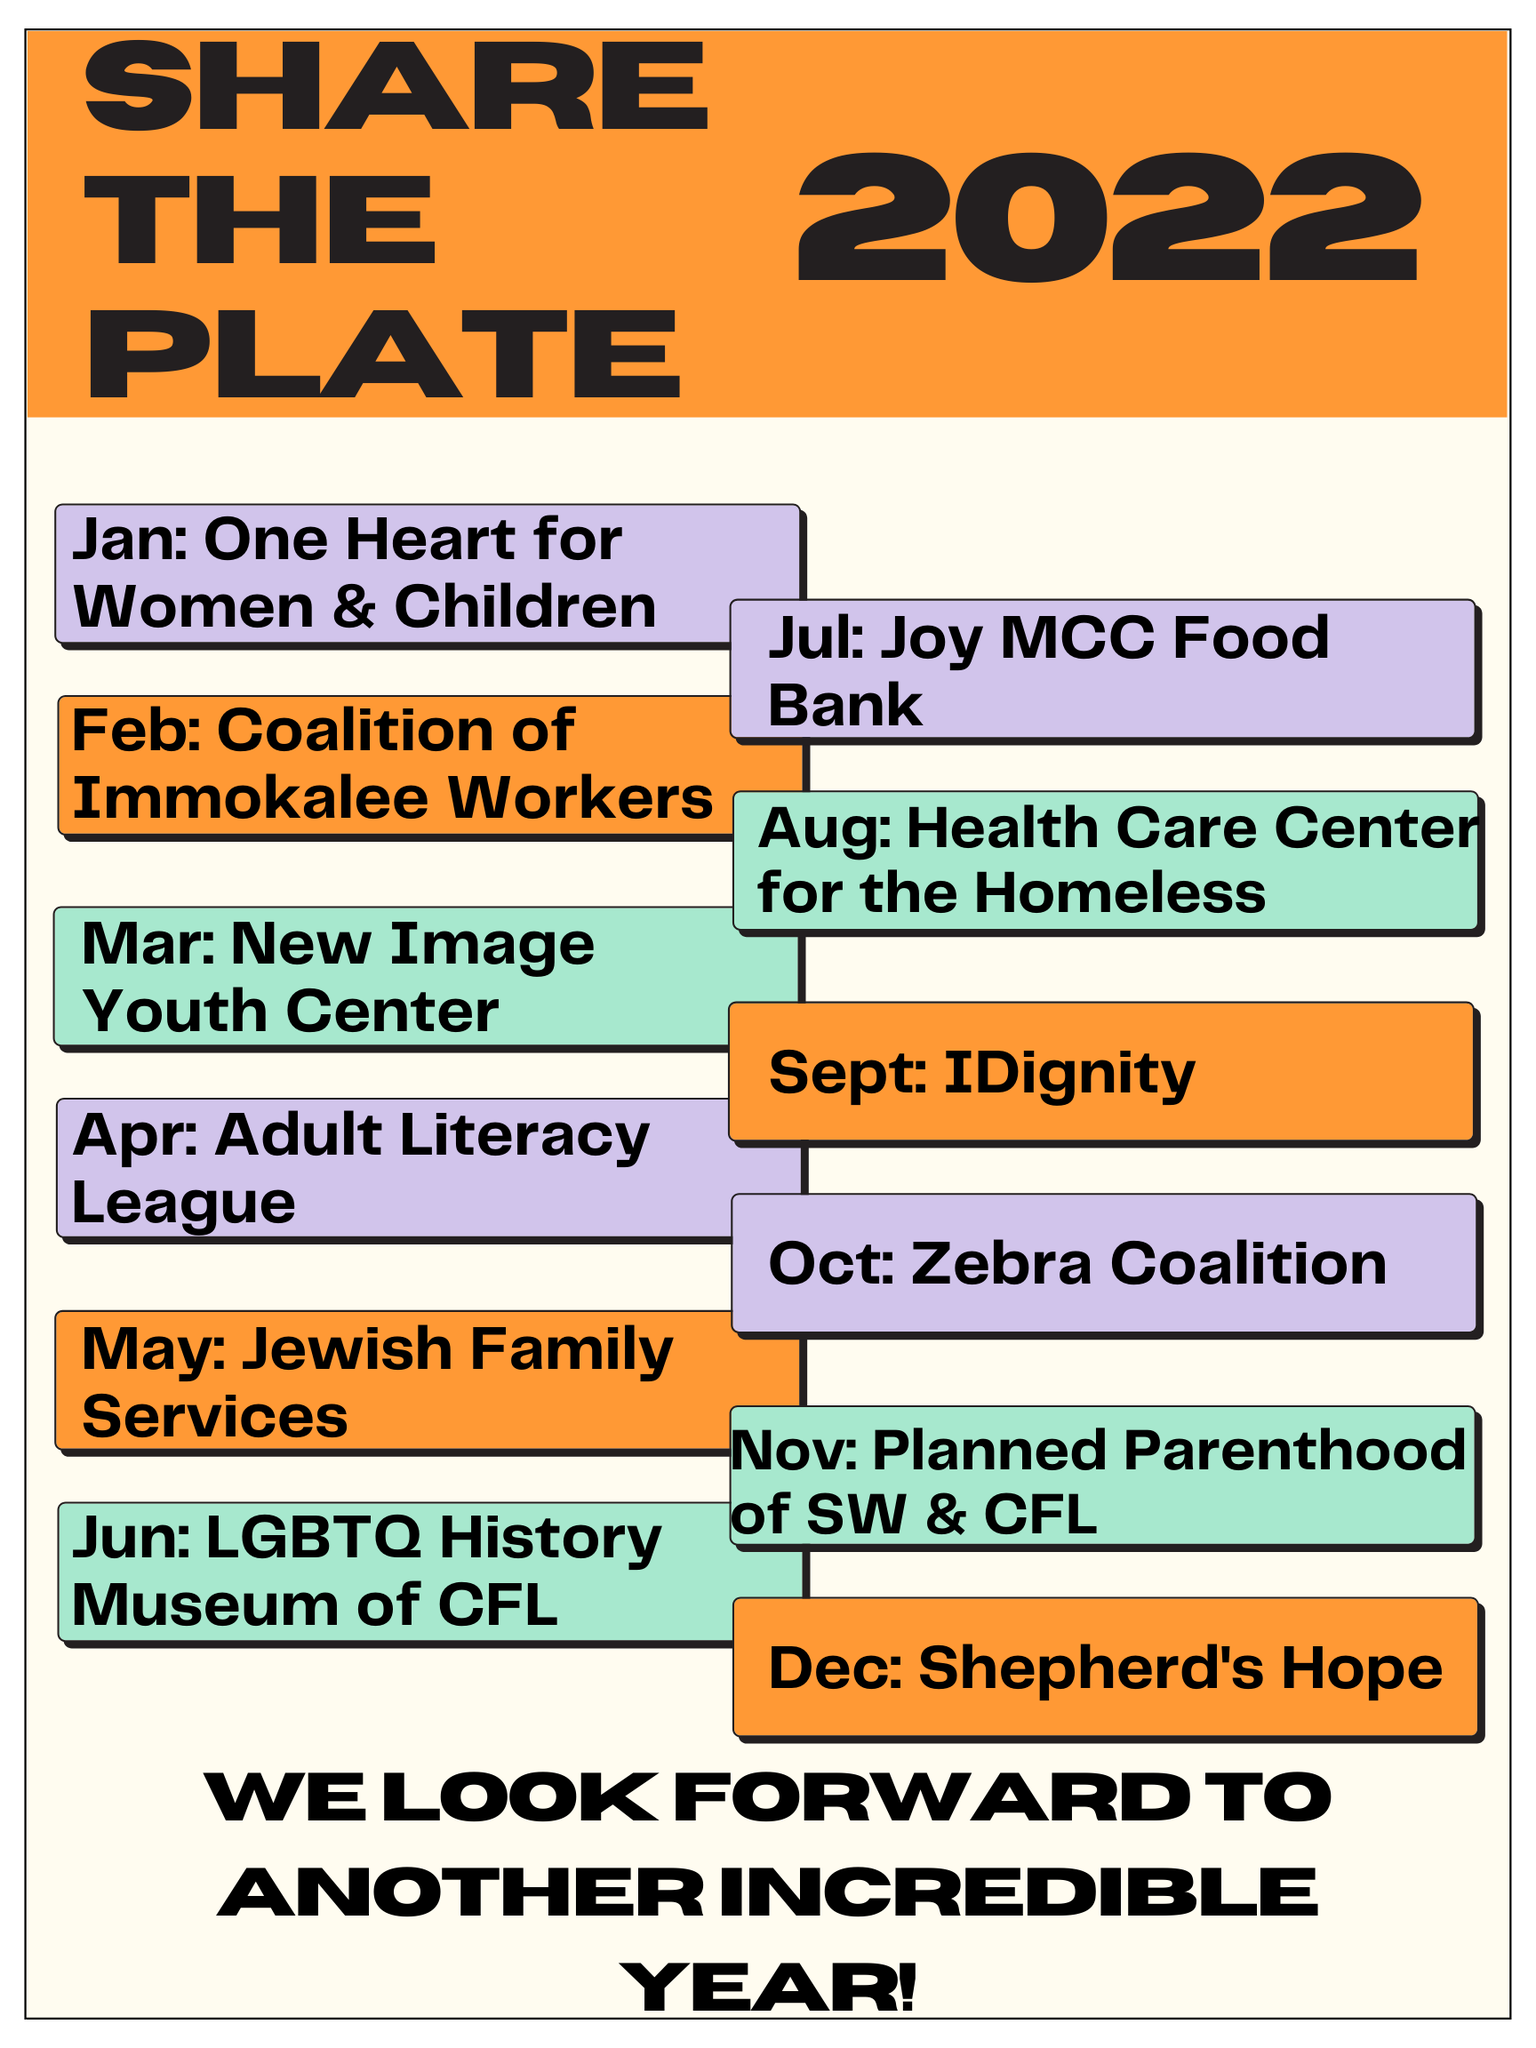 SHARE
THE
PLATE
2022
Jan: One Heart for
Women & Children
Feb: Coalition of
Immokalee Workers
Mar: New Image
Youth Center
Apr: Adult Literacy
League
May: Jewish Family
Services
Jun: LGBTQ History
Museum of CFL
Jul: Joy MCC Food
Bank
Aug: Health Care Center
for the Homeless
Sept: IDignity
Oct: Zebra Coalition
Nov: Planned Parenthood
of SW & CFL
Dec: Shepherd's Hope
WE LOOK FORWARD TO
ANOTHER INCREDIBLE
YEAR!